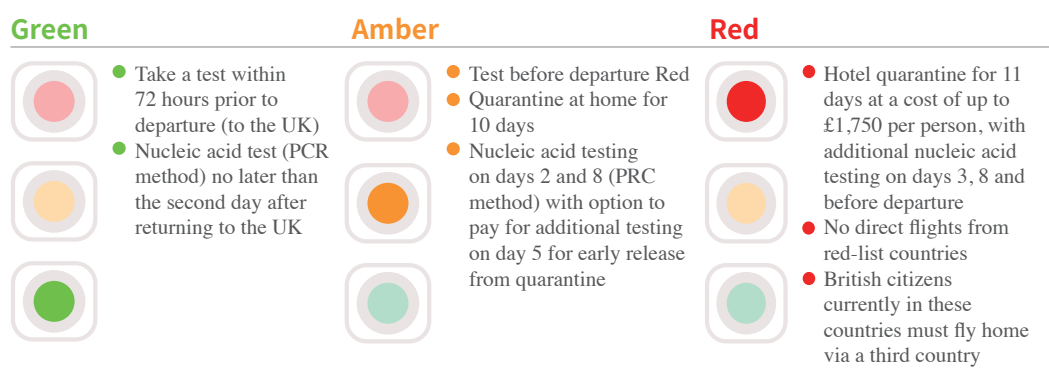 Green
Take a test within
72 hours prior to
departure (to the UK)
Nucleic acid test (PCR
method) no later than
the second day after
returning to the UK
Amber
Test before departure Red
Quarantine at home for
10 days
Nucleic acid testing
on days 2 and 8 (PRC
method) with option to
pay for additional testing
on day 5 for early release
from quarantine
Red
Hotel quarantine for 11
days at a cost of up to
£1,750 per person, with
additional nucleic acid
testing on days 3, 8 and
before departure
No direct flights from
red-list countries
British citizens
currently in these
countries must fly home
via a third country